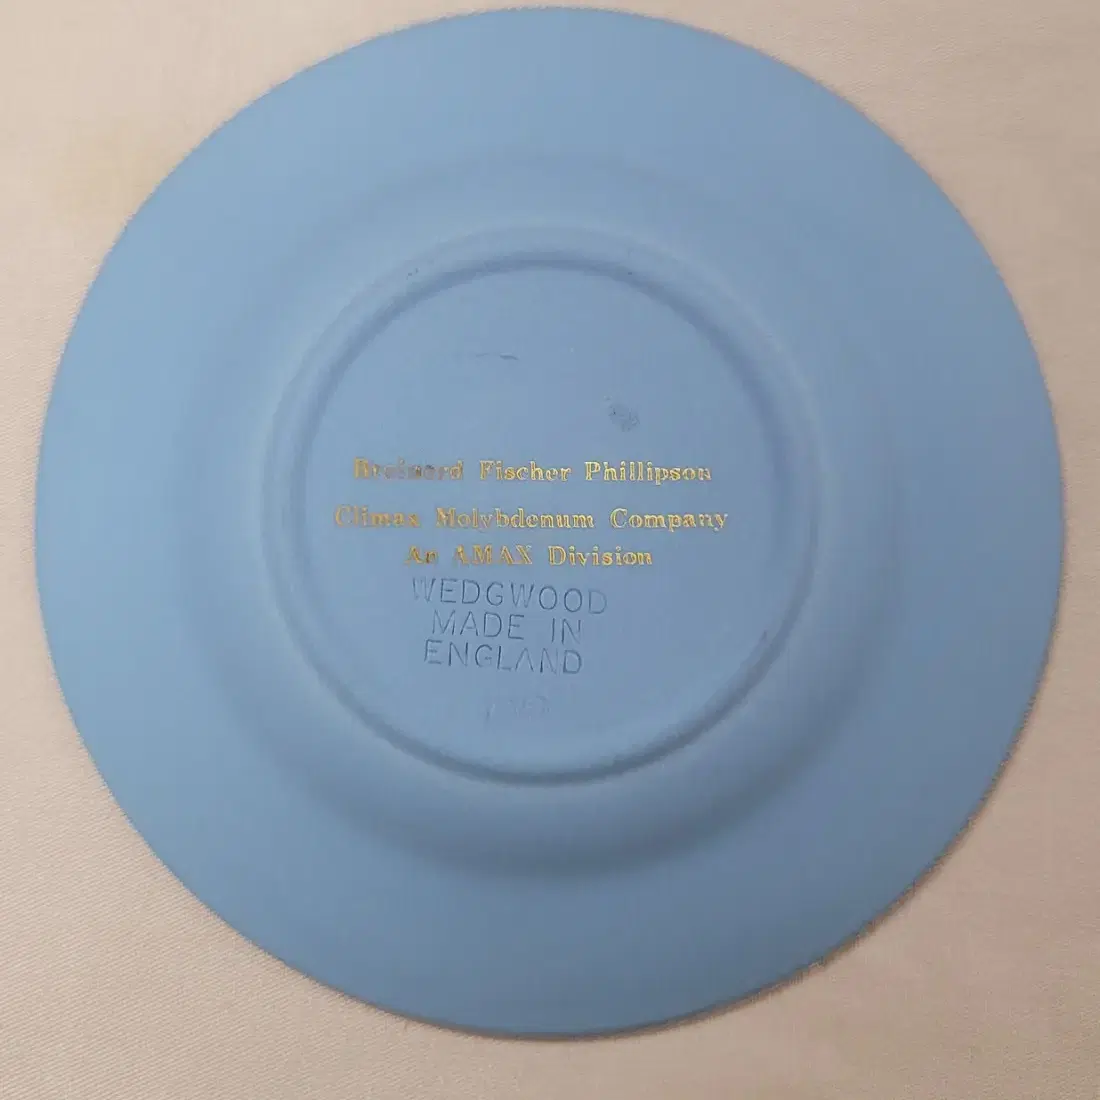 Brainerd Fischer Phillipson
Climax Molybdenum Company
An AMAX Division
WEDGWOOD
MADE IN
ENGLAND